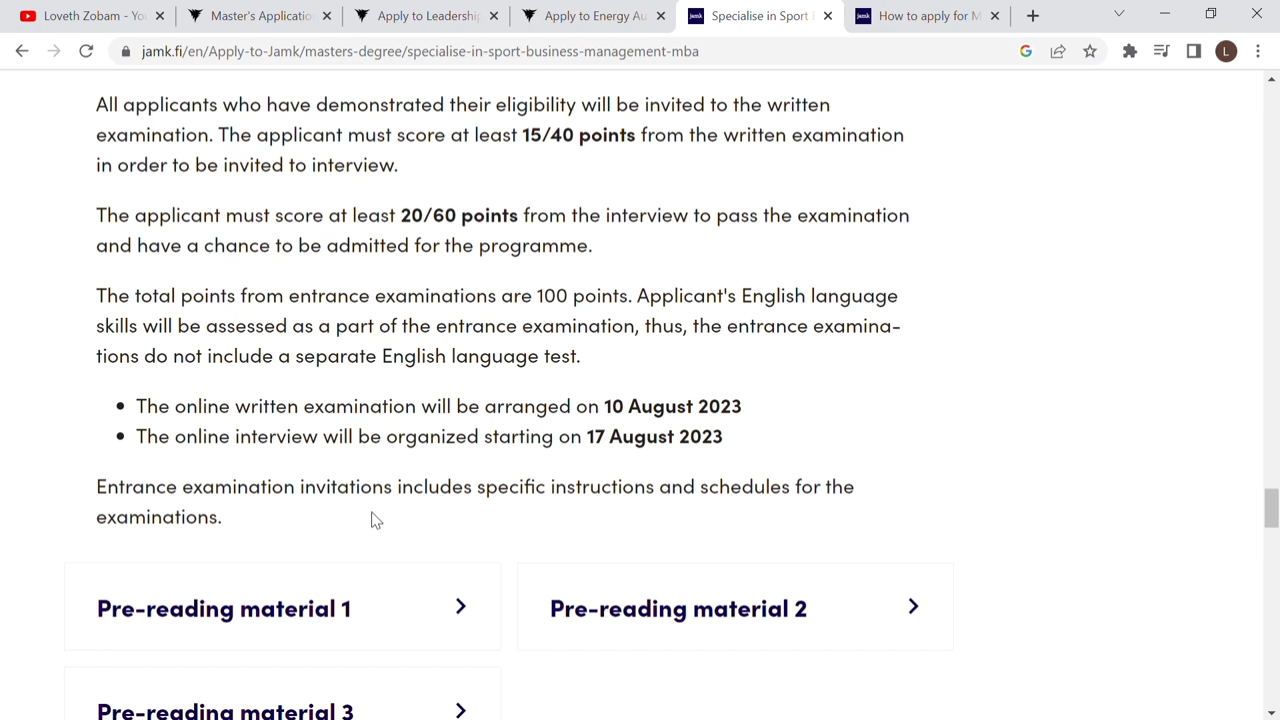 Loveth Zobam - Yo
Master's Applicatio
Apply to Leadershi
Apply to Energy Au
jamk
Specialise in Sport
jamk
How to apply for M
jamk.fi/en/Apply-to-Jamk/masters-degree/specialise-in-sport-business-management-mba
G
L
All applicants who have demonstrated their eligibility will be invited to the written
examination. The applicant must score at least 15/40 points from the written examination
in order to be invited to interview.
The applicant must score at least 20/60 points from the interview to pass the examination
and have a chance to be admitted for the programme.
The total points from entrance examinations are 100 points. Applicant's English language
skills will be assessed as a part of the entrance examination, thus, the entrance examina-
tions do not include a separate English language test.
• The online written examination will be arranged on 10 August 2023
• The online interview will be organized starting on 17 August 2023
Entrance examination invitations includes specific instructions and schedules for the
examinations.
Pre-reading material 1
Pre-reading material 2
Pre-reading material 3